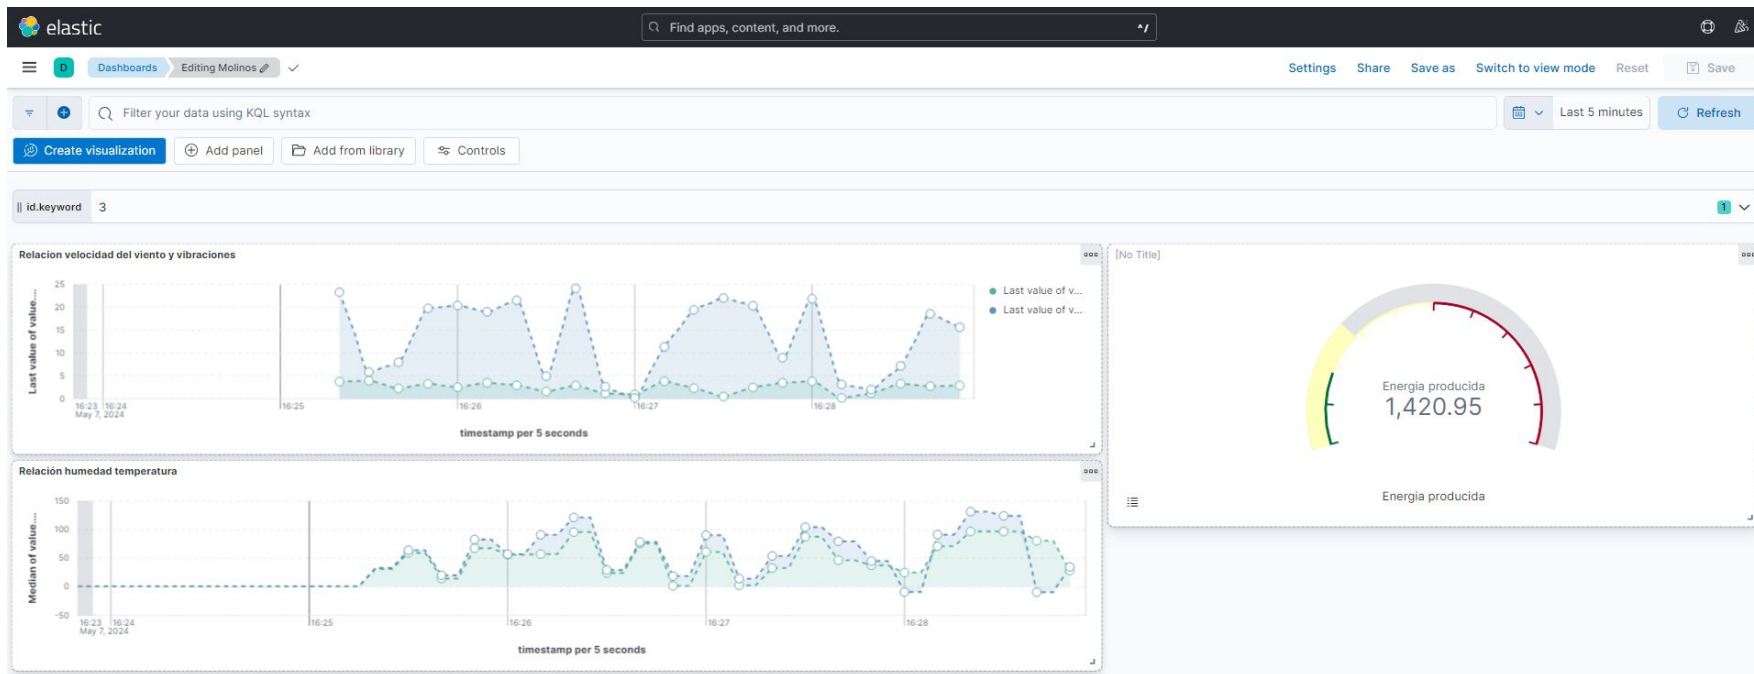 elastic
Find apps, content, and more.
^/
D
Dashboards
Editing Molinos
Settings
Share
Save as
Switch to view mode
Reset
Save
Filter your data using KQL syntax
Last 5 minutes
Refresh
Create visualization
Add panel
Add from library
Controls
id.keyword
3
1
Relacion velocidad del viento y vibraciones
Last value of value....
25
20
15
10
5
0
16:23
16:24
16:25
16:26
16:27
16:28
May 7, 2024
timestamp per 5 seconds
Last value of v...
Last value of v...
[No Title]
Energia producida
1,420.95
Energia producida
Relación humedad temperatura
Median of value....
150
100
50
0
-50
16:23
16:24
16:25
16:26
16:27
16:28
May 7, 2024
timestamp per 5 seconds